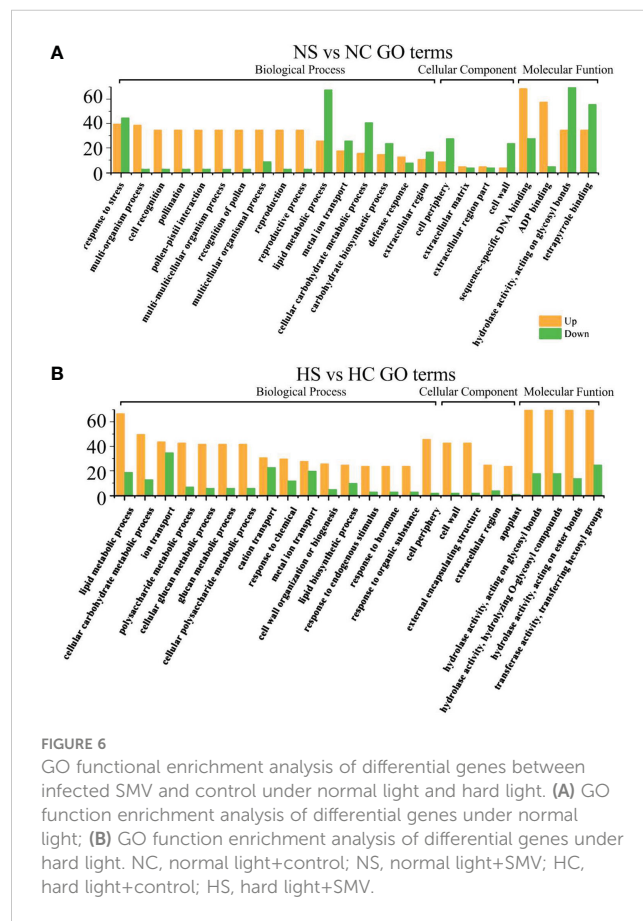 A
NS vs NC GO terms
Biological Process Cellular Component Molecular Funtion
60
40
20
0
response to stress
multi-organism process
cell recognition
pollination
pollen-pistil interaction
multi-multicellular organism process
recognition of pollen
multicellular organismal process
reproduction
reproductive process
lipid metabolic process
metal ion transport
cellular carbohydrate metabolic process
carbohydrate biosynthetic process
defense response
extracellular region
cell periphery
extracellular matrix
extracellular region part
cell wall
sequence-specific DNA binding
ADP binding
hydrolase activity, acting on glycosyl bonds
tetrapyrrole binding
Up
Down
B
HS vs HC GO terms
Biological Process Cellular Component Molecular Funtion
60
40
20
0
lipid metabolic process
cellular carbohydrate metabolic process
ion transport
polysaccharide metabolic process
cellular glucan metabolic process
glucan metabolic process
cellular polysaccharide metabolic process
cation transport
response to chemical
metal ion transport
cell wall organization or biogenesis
lipid biosynthetic process
response to endogenous stimulus
response to hormone
response to organic substance
cell periphery
cell wall
external encapsulating structure
extracellular region
apoplast
hydrolase activity, acting on glycosyl bonds
hydrolase activity, hydrolyzing O-glycosyl compounds
hydrolase activity, acting on ester bonds
transferase activity, transferring hexosyl groups
FIGURE 6
GO functional enrichment analysis of differential genes between
infected SMV and control under normal light and hard light. (A) GO
function enrichment analysis of differential genes under normal
light; (B) GO function enrichment analysis of differential genes under
hard light. NC, normal light+control; NS, normal light+SMV; HC,
hard light+control; HS, hard light+SMV.